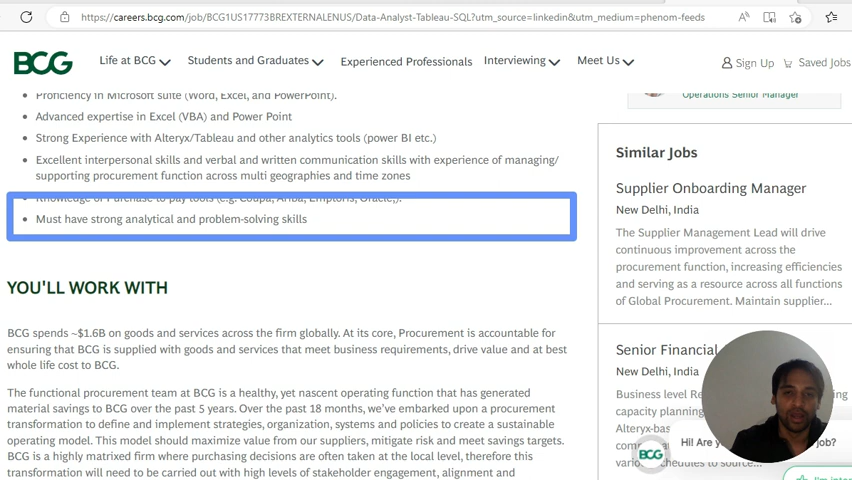 https://careers.bcg.com/job/BCG1US17773BREXTERNALENUS/Data-Analyst-Tableau-SQL?utm_source=linkedin&utm_medium=phenom-feeds
BCG
Life at BCG
Students and Graduates
Experienced Professionals
Interviewing
Meet Us
Sign Up
Saved Jobs
Proficiency in Microsoft suite (Word, Excel, and PowerPoint).
Advanced expertise in Excel (VBA) and Power Point
Strong Experience with Alteryx/Tableau and other analytics tools (power BI etc.)
Excellent interpersonal skills and verbal and written communication skills with experience of managing/
supporting procurement function across multi geographies and time zones
Knowledge of Purchase to pay tools (e.g. Coupa, Ariba, Emptoris, Oracle,).
Must have strong analytical and problem-solving skills
YOU'LL WORK WITH
BCG spends ~$1.6B on goods and services across the firm globally. At its core, Procurement is accountable for
ensuring that BCG is supplied with goods and services that meet business requirements, drive value and at best
whole life cost to BCG.
The functional procurement team at BCG is a healthy, yet nascent operating function that has generated
material savings to BCG over the past 5 years. Over the past 18 months, we've embarked upon a procurement
transformation to define and implement strategies, organization, systems and policies to create a sustainable
operating model. This model should maximize value from our suppliers, mitigate risk and meet savings targets.
BCG is a highly matrixed firm where purchasing decisions are often taken at the local level, therefore this
transformation will need to be carried out with high levels of stakeholder engagement, alignment and
Operations Senior Manager
Similar Jobs
Supplier Onboarding Manager
New Delhi, India
The Supplier Management Lead will drive
continuous improvement across the
procurement function, increasing efficiencies
and serving as a resource across all functions
of Global Procurement. Maintain supplier...
Senior Financial
New Delhi, India
Business level
capacity planning
Alteryx-based
Hi! Are job?
BCG